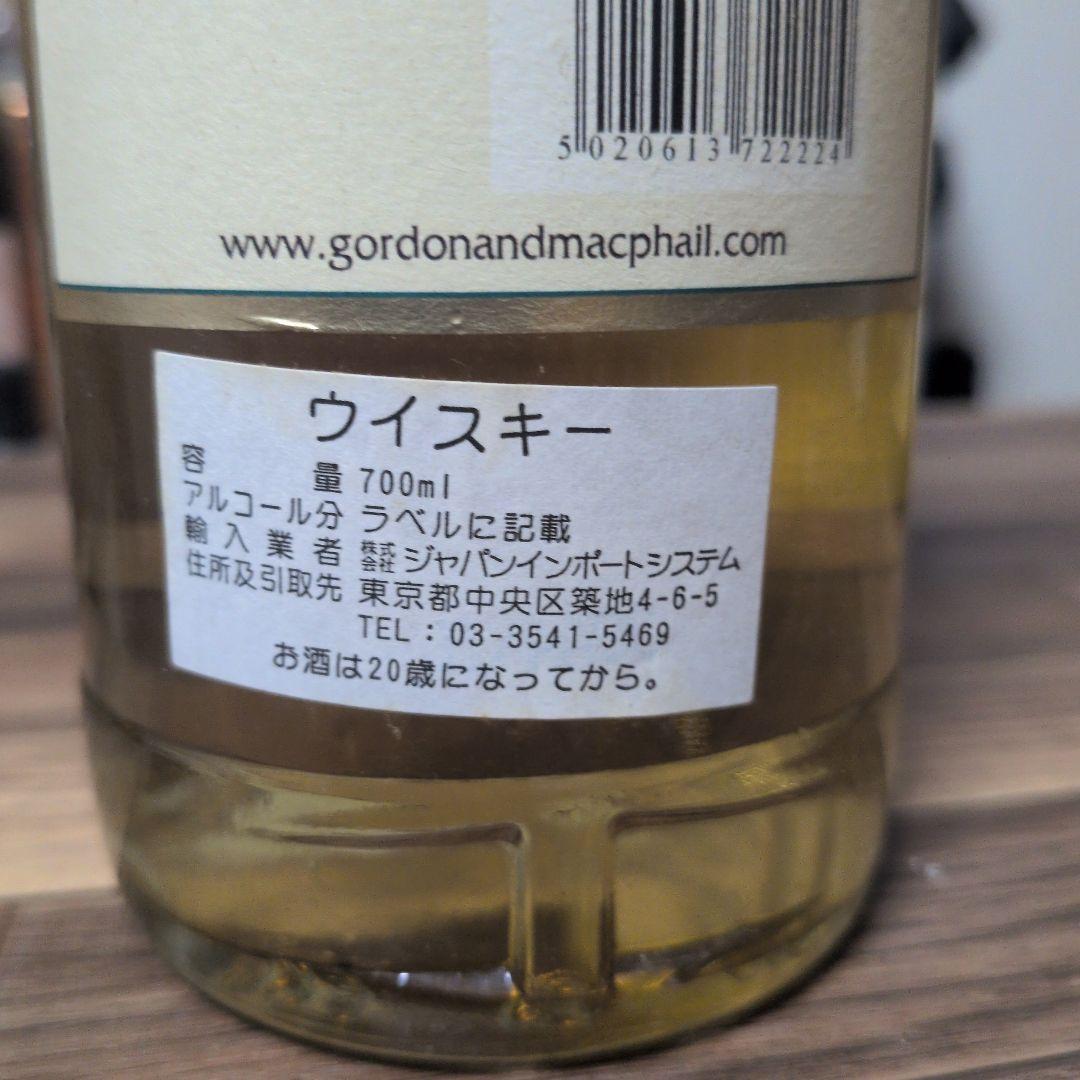 5 020613 722224
www.gordonandmacphail.com
ウイスキー
容量 700ml
アルコール分 ラベルに記載
輸入業者 株式会社 ジャパンインポートシステム
住所及引取先 東京都中央区築地4-6-5
TEL : 03-3541-5469
お酒は20歳になってから。